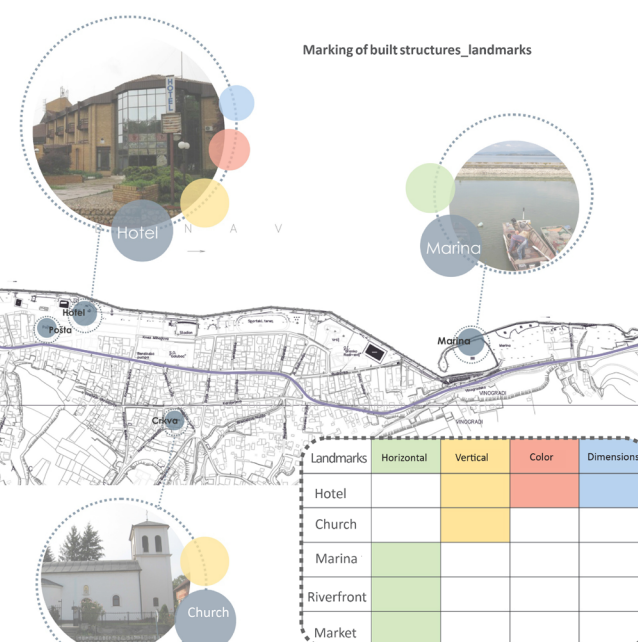 Marking of built structures_landmarks
HOTEL
Hotel
N A V
Marina
Hotel
Pošta
Marina
Crkva
VINOGRADI
VINOGRADI
Church
Landmarks Horizontal Vertical Color Dimensions
Hotel
Church
Marina
Riverfront
Market